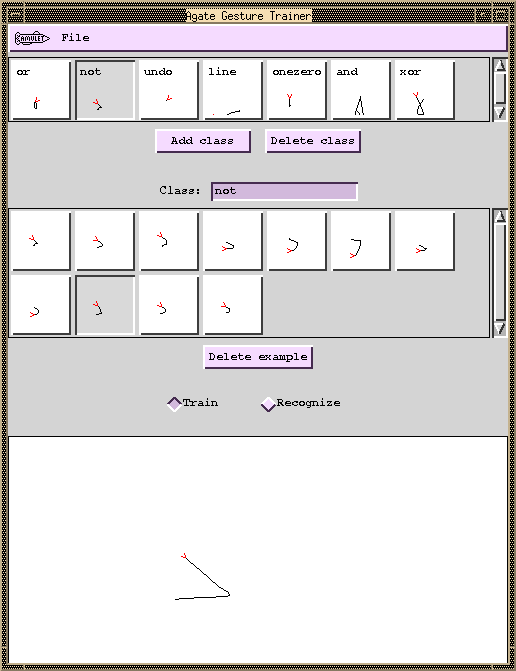 Agate Gesture Trainer
AMULET File
or not undo line onezero and xor
Add class Delete class
Class: not
Delete example
Train Recognize